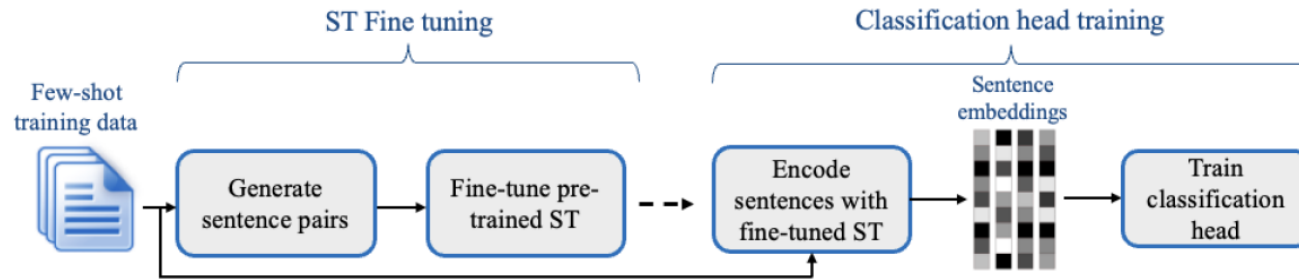 ST Fine tuning
Classification head training
Few-shot
training data
Generate
sentence pairs
Fine-tune pre-
trained ST
Encode
sentences with
fine-tuned ST
Sentence
embeddings
Train
classification
head